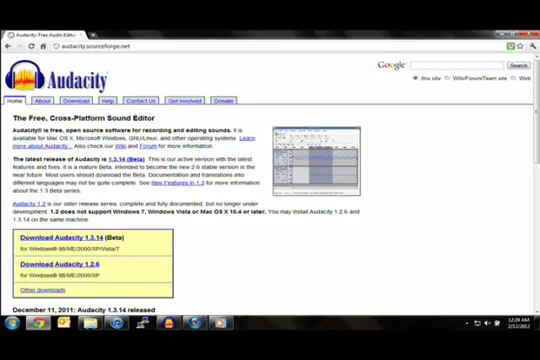 Audacity: Free Audio Editor
audacity.sourceforge.net
Audacity
Google
Search
this site
Wiki/Forum/Team site
Web
Home
About
Download
Help
Contact Us
Get Involved
Donate
The Free, Cross-Platform Sound Editor
Audacity® is free, open source software for recording and editing sounds. It is
available for Mac OS X, Microsoft Windows, GNU/Linux, and other operating systems. Learn
more about Audacity... Also check our Wiki and Forum for more information.
The latest release of Audacity is 1.3.14 (Beta). This is our active version with the latest
features and fixes. It is a mature Beta, intended to become the new 2.0 stable version in the
near future. Most users should download the Beta. Documentation and translations into
different languages may not be quite complete. See New Features in 1.3 for more information
about the 1.3 Beta series.
Audacity 1.2 is our older release series, complete and fully documented, but no longer under
development. 1.2 does not support Windows 7, Windows Vista or Mac OS X 10.4 or later. You may install Audacity 1.2.6 and
1.3.14 on the same machine
Download Audacity 1.3.14 (Beta)
for Windows® 98/ME/2000/XP/Vista/7
Download Audacity 1.2.6
for Windows® 98/ME/2000/XP
Other downloads
December 11, 2011: Audacity 1.3.14 released
12:29 AM
2/12/2012